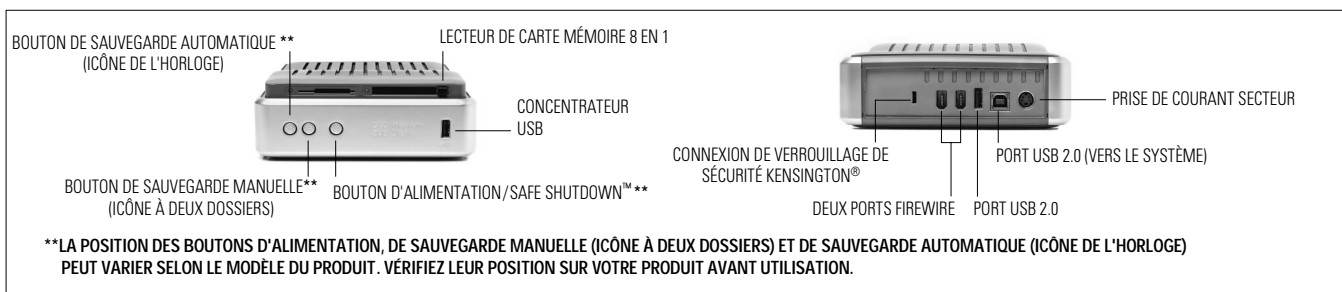 BOUTON DE SAUVEGARDE AUTOMATIQUE **
(ICÔNE DE L'HORLOGE)
LECTEUR DE CARTE MÉMOIRE 8 EN 1
CONCENTRATEUR
USB
BOUTON DE SAUVEGARDE MANUELLE**
(ICÔNE À DEUX DOSSIERS)
BOUTON D'ALIMENTATION/SAFE SHUTDOWN™ **
PRISE DE COURANT SECTEUR
CONNEXION DE VERROUILLAGE DE
SÉCURITÉ KENSINGTON®
PORT USB 2.0 (VERS LE SYSTÈME)
DEUX PORTS FIREWIRE
PORT USB 2.0
**LA POSITION DES BOUTONS D'ALIMENTATION, DE SAUVEGARDE MANUELLE (ICÔNE À DEUX DOSSIERS) ET DE SAUVEGARDE AUTOMATIQUE (ICÔNE DE L'HORLOGE)
PEUT VARIER SELON LE MODÈLE DU PRODUIT. VÉRIFIEZ LEUR POSITION SUR VOTRE PRODUIT AVANT UTILISATION.